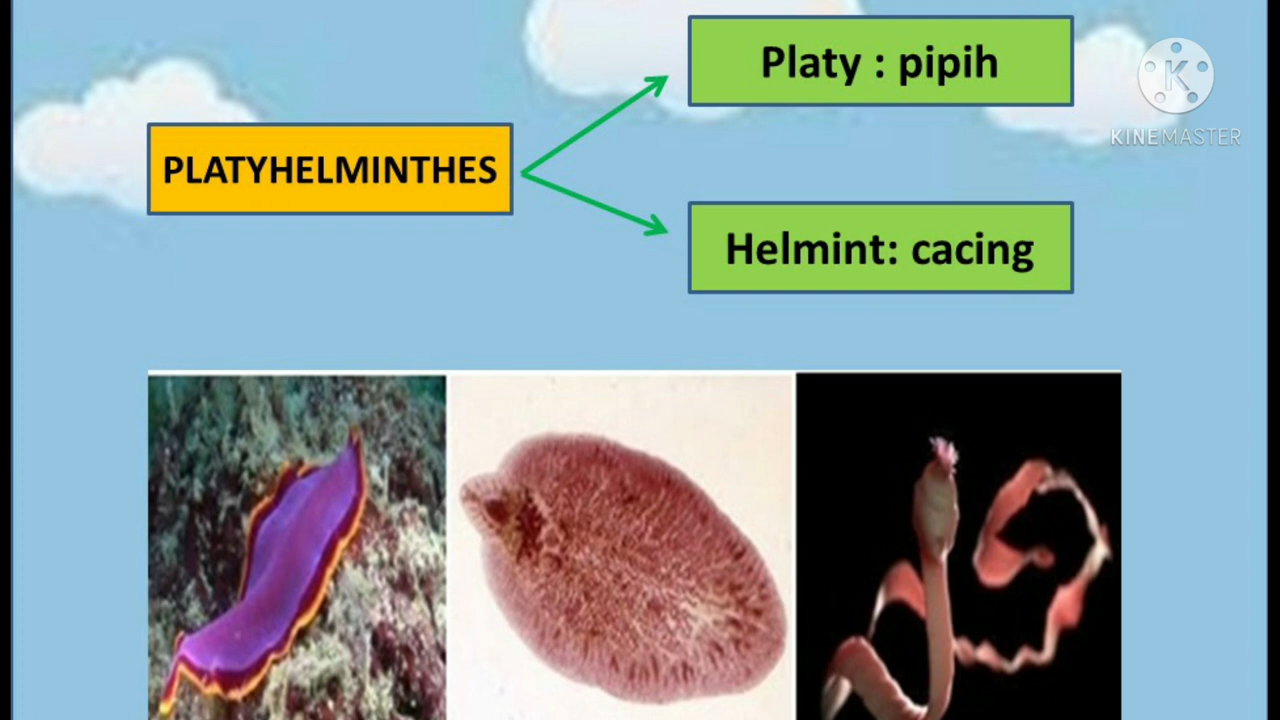 Platy : pipih
K
KINEMASTER
PLATYHELMINTHES
Helmint: cacing